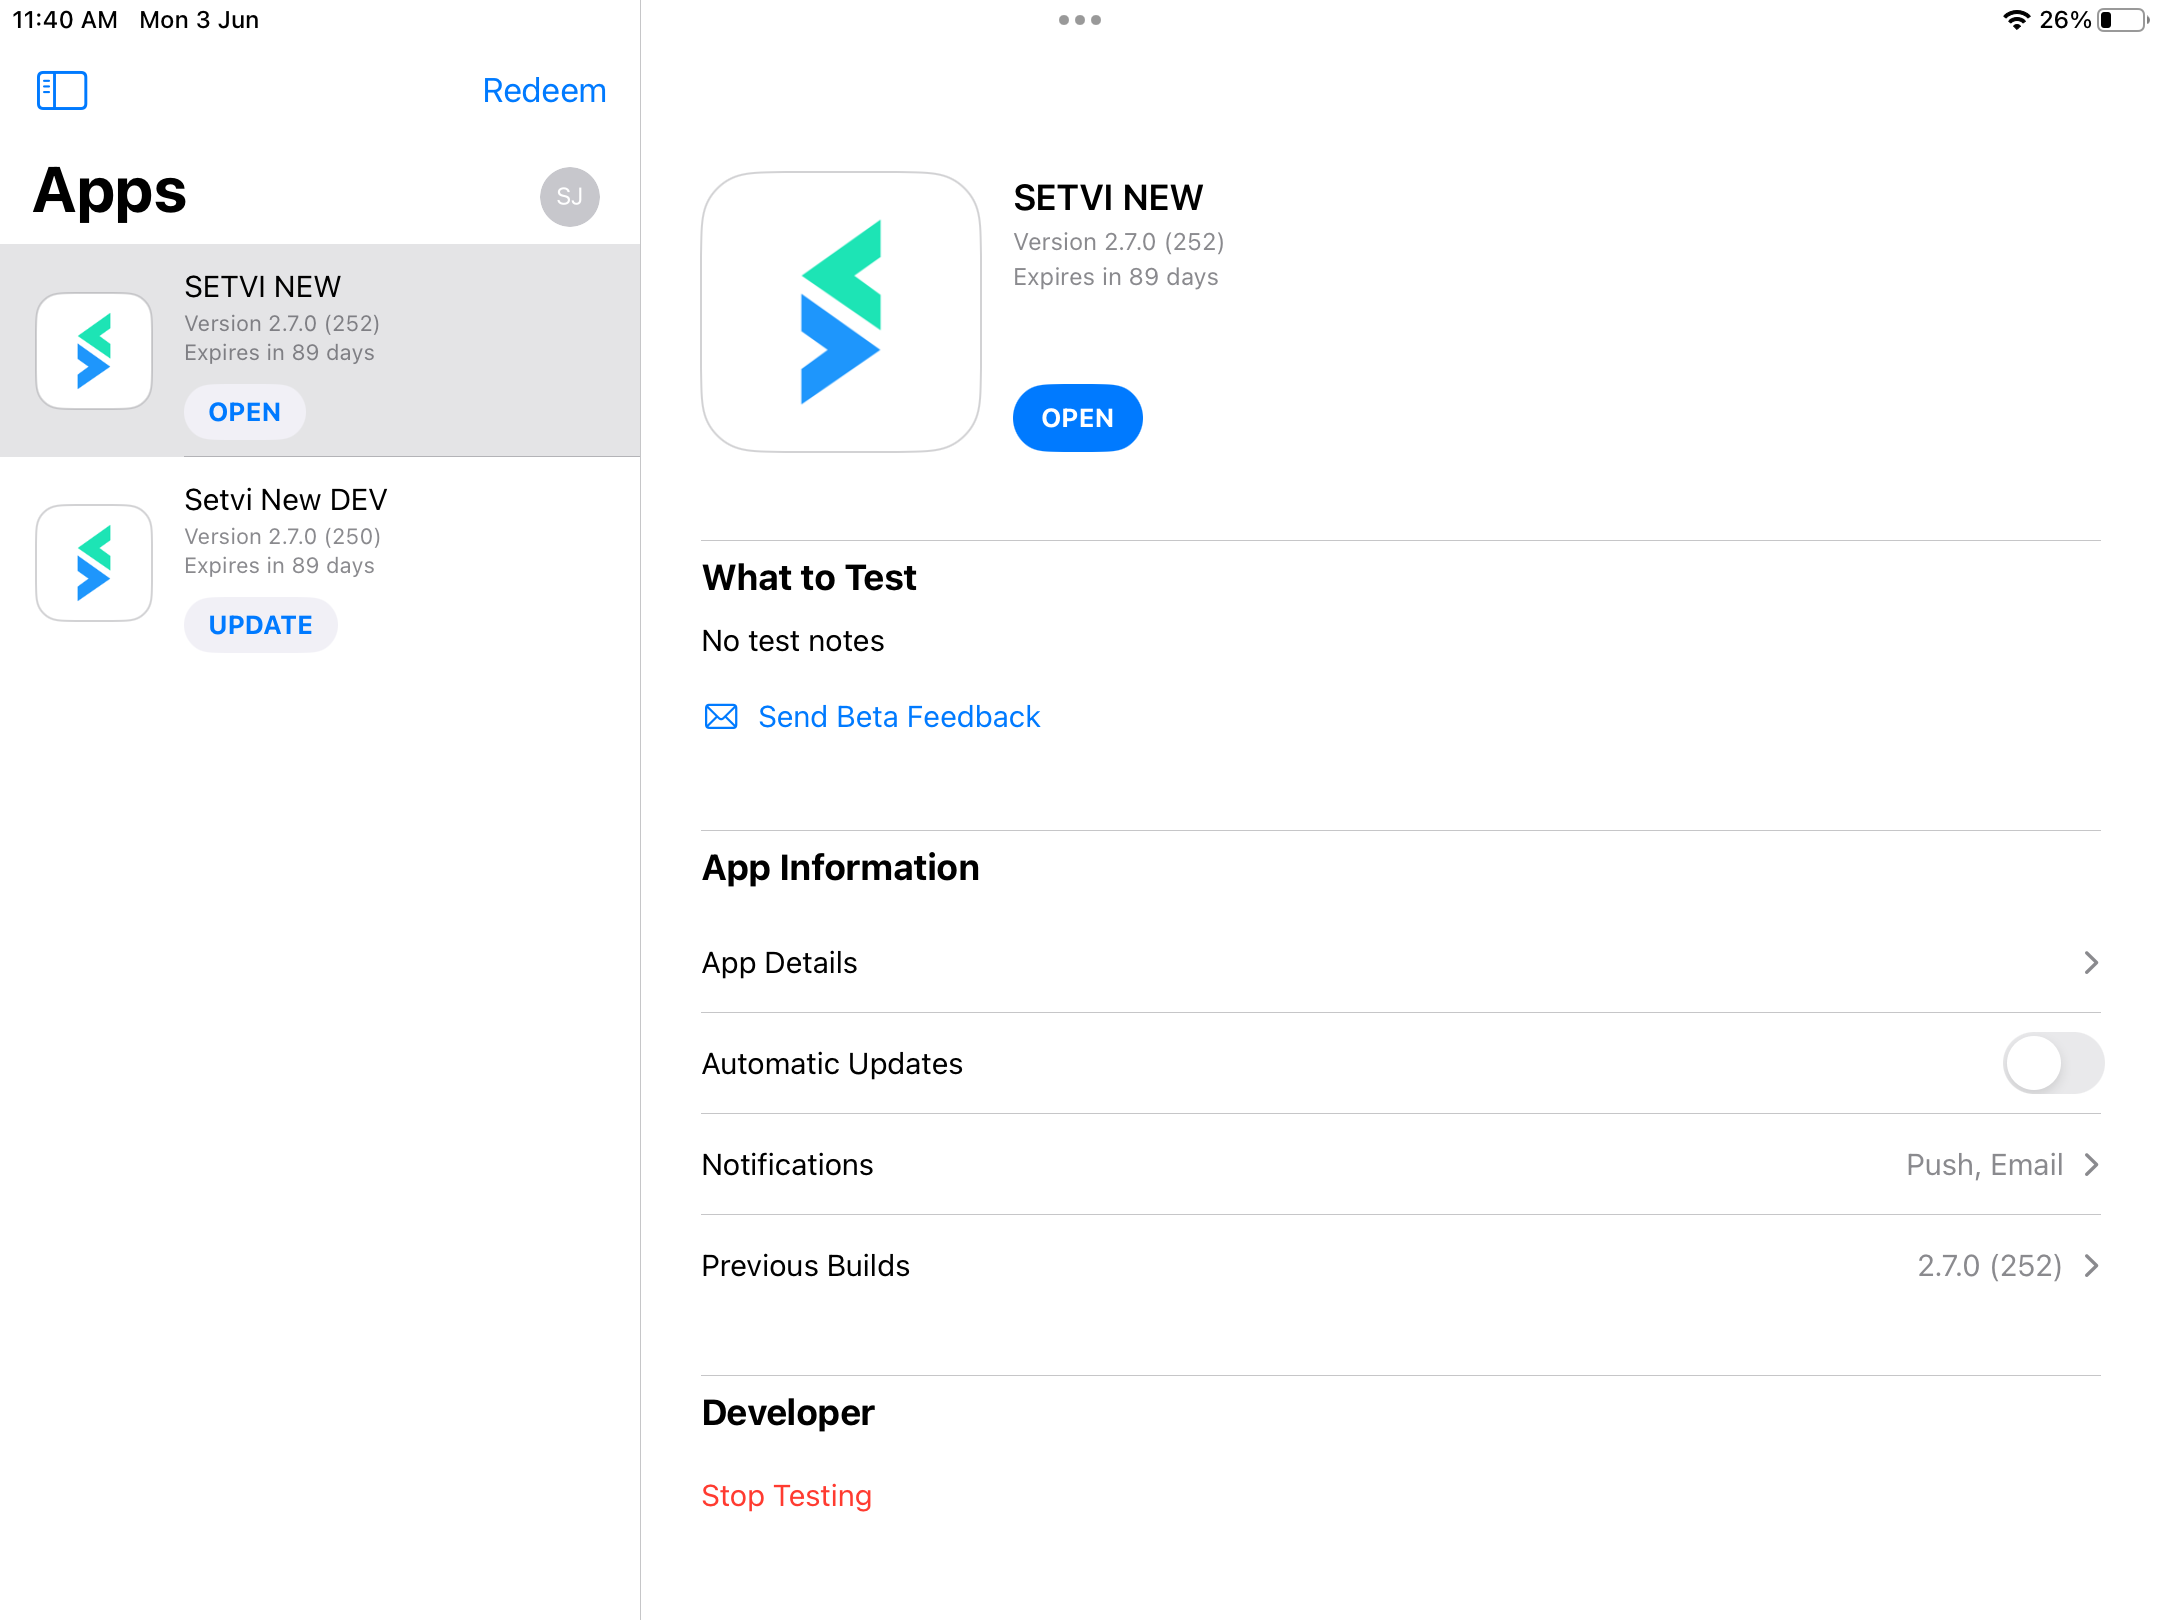 11:40 AM Mon 3 Jun
26%
Redeem
Apps
SJ
SETVI NEW
Version 2.7.0 (252)
Expires in 89 days
OPEN
Setvi New DEV
Version 2.7.0 (250)
Expires in 89 days
UPDATE
SETVI NEW
Version 2.7.0 (252)
Expires in 89 days
OPEN
What to Test
No test notes
Send Beta Feedback
App Information
App Details
Automatic Updates
Notifications Push, Email
Previous Builds 2.7.0 (252)
Developer
Stop Testing